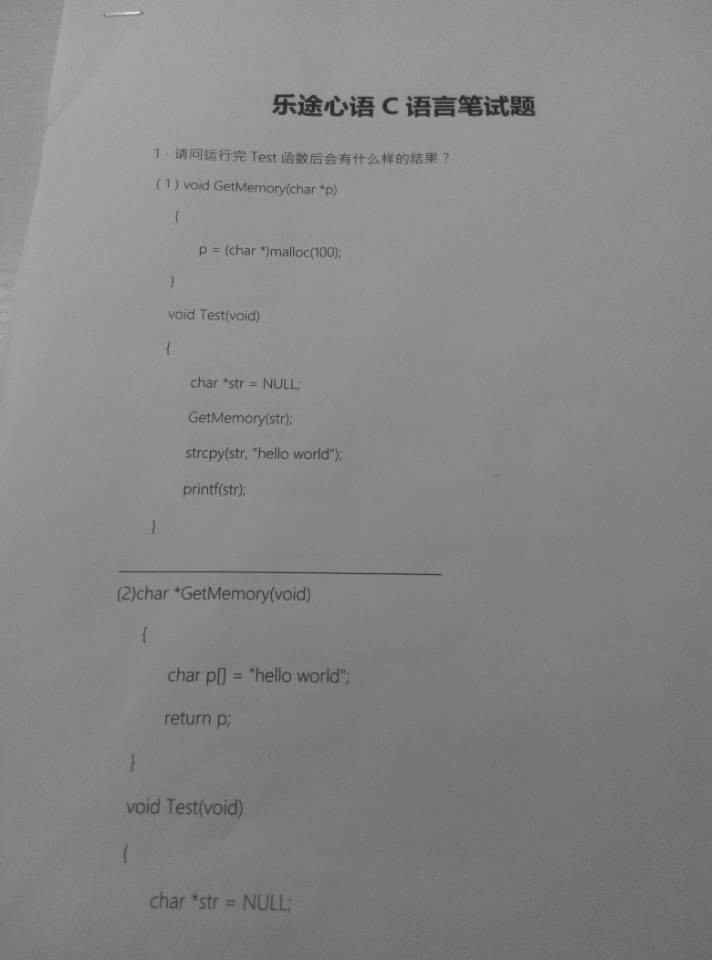 乐途心语 C 语言笔试题
1．请问运行完 Test 函数后会有什么样的结果？
（1）void GetMemory(char *p)
{
p = (char *)malloc(100);
}
void Test(void)
{
char *str = NULL;
GetMemory(str);
strcpy(str, "hello world");
printf(str);
}
(2)char *GetMemory(void)
{
char p[] = "hello world";
return p;
}
void Test(void)
{
char *str = NULL;